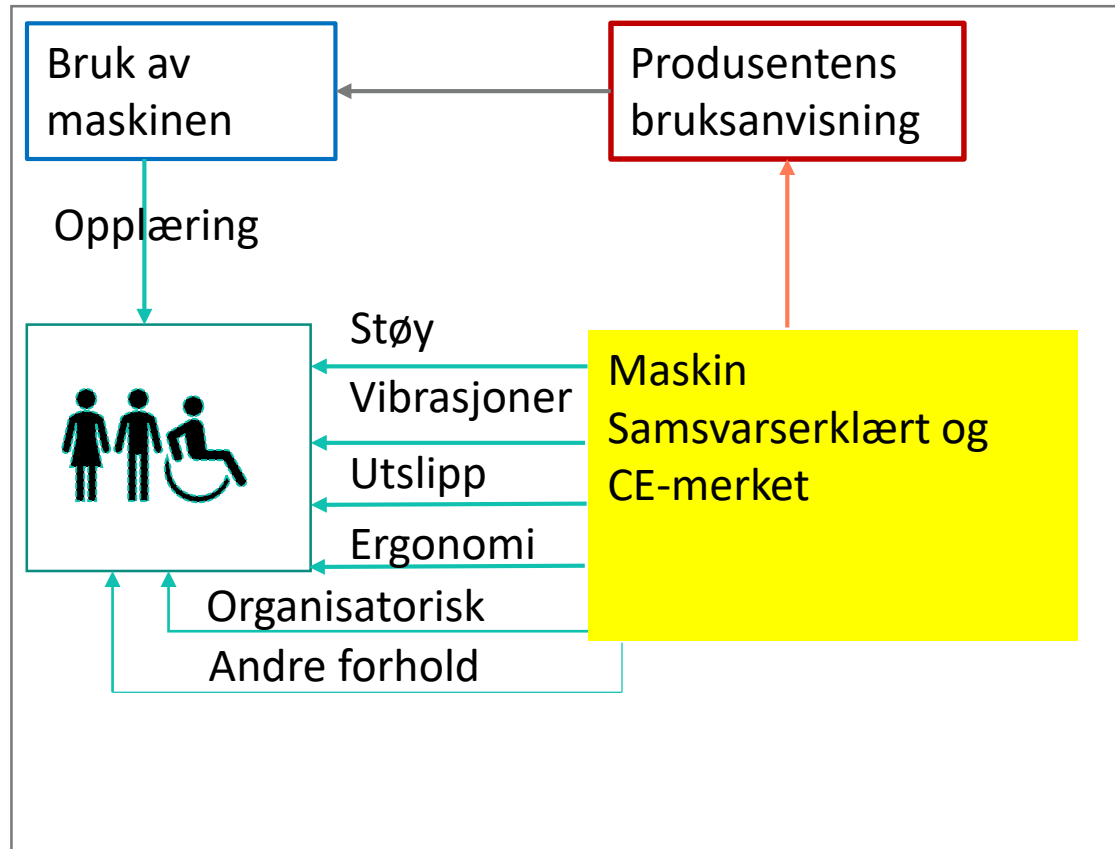 Bruk av
maskinen
Produsentens
bruksanvisning
Opplæring
Støy
Vibrasjoner
Utslipp
Ergonomi
Organisatorisk
Andre forhold
Maskin
Samsvarserklært og
CE-merket